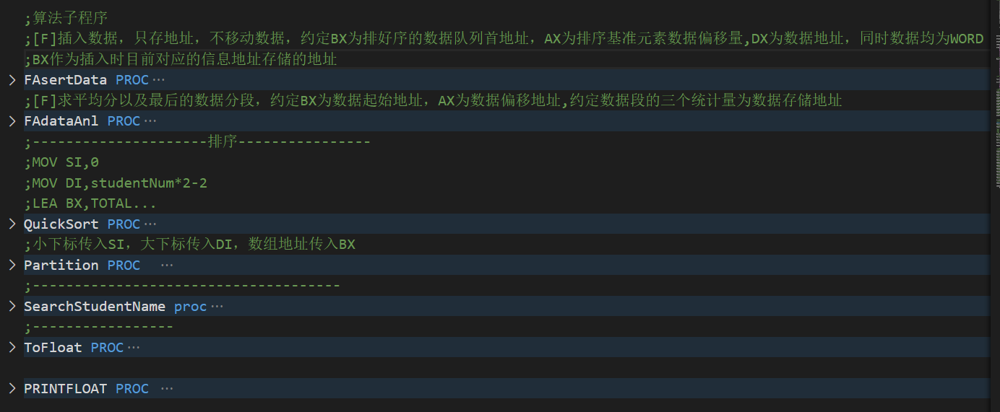 ;算法子程序
;[F]插入数据，只存地址，不移动数据，约定BX为排好序的数据队列首地址，AX为排序基准元素数据偏移量,DX为数据地址，同时数据均为WORD
;BX作为插入时目前对应的信息地址存储的地址
FAsertData PROC···
;[F]求平均分以及最后的数据分段，约定BX为数据起始地址，AX为数据偏移地址,约定数据段的三个统计量为数据存储地址
FAdataAnl PROC···
;---------------------排序----------------
;MOV SI,0
;MOV DI,studentNum*2-2
;LEA BX,TOTAL...
QuickSort PROC···
;小下标传入SI，大下标传入DI，数组地址传入BX
Partition PROC ···
;-------------------------------------
SearchStudentName proc···
;-----------------
ToFloat PROC···
PRINTFLOAT PROC ···